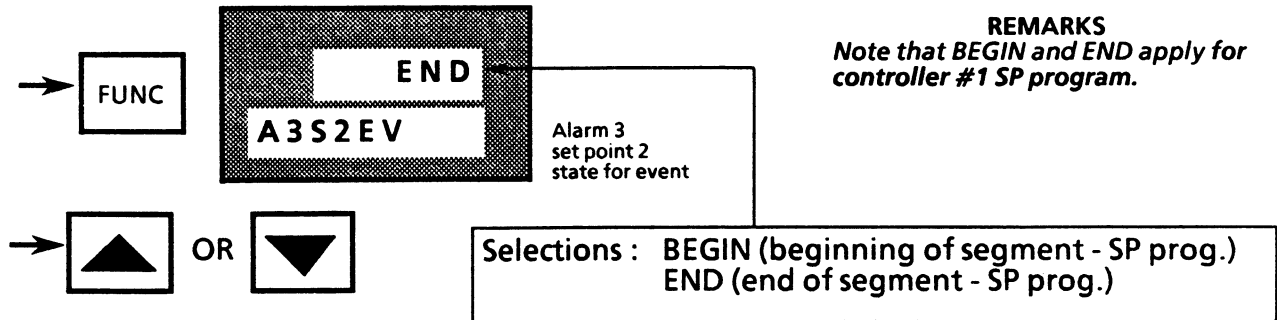 REMARKS
Note that BEGIN and END apply for
controller #1 SP program.
FUNC
END
A3S2EV
Alarm 3
set point 2
state for event
OR
Selections : BEGIN (beginning of segment - SP prog.)
END (end of segment - SP prog.)